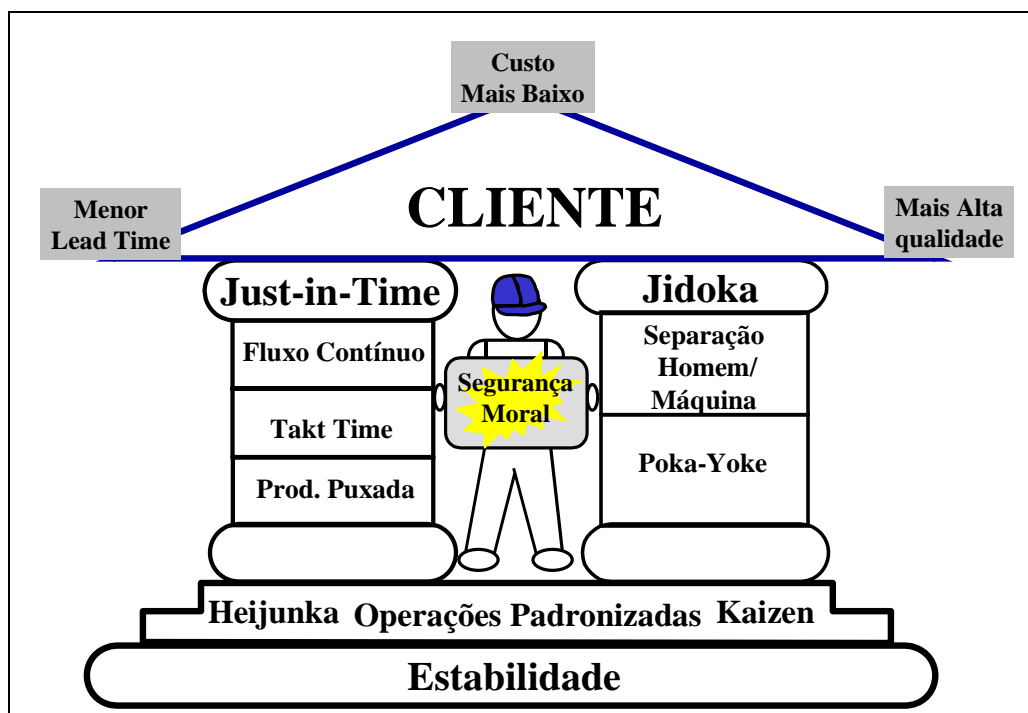 Custo
Mais Baixo
CLIENTE
Menor
Lead Time
Mais Alta
qualidade
Just-in-Time
Fluxo Contínuo
Takt Time
Prod. Puxada
Segurança
Moral
Jidoka
Separação
Homem/
Máquina
Poka-Yoke
Heijunka Operações Padronizadas Kaizen
Estabilidade